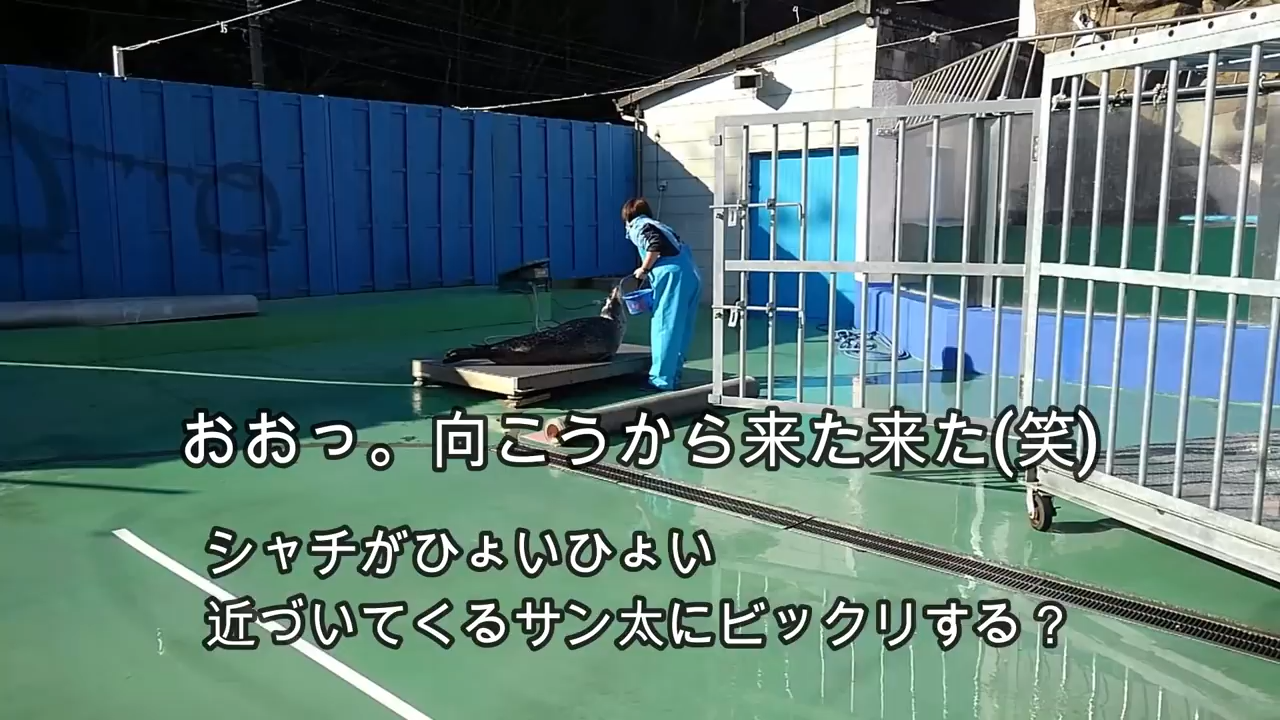 おおっ。向こうから来た来た(笑)
シャチがひょいひょい
近づいてくるサン太にビックリする？